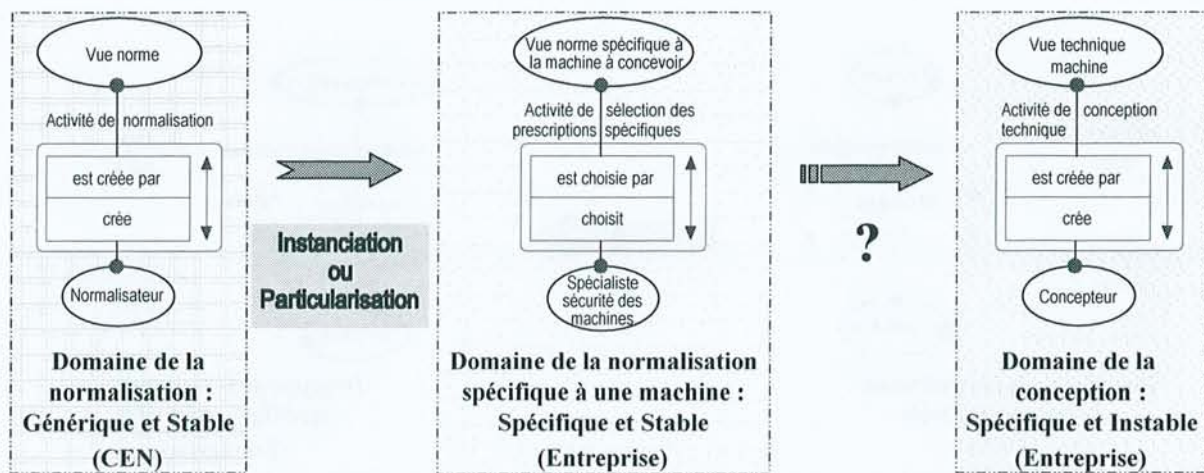 Vue norme
Activité de normalisation
est créée par
crée
Normalisateur
Domaine de la
normalisation :
Générique et Stable
(CEN)
Instanciation
ou
Particularisation
Vue norme spécifique à
la machine à concevoir
Activité de sélection des
prescriptions spécifiques
est choisie par
choisit
Spécialiste
sécurité des
machines
Domaine de la normalisation
spécifique à une machine :
Spécifique et Stable
(Entreprise)
?
Vue technique
machine
Activité de conception
technique
est créée par
crée
Concepteur
Domaine de la
conception :
Spécifique et Instable
(Entreprise)